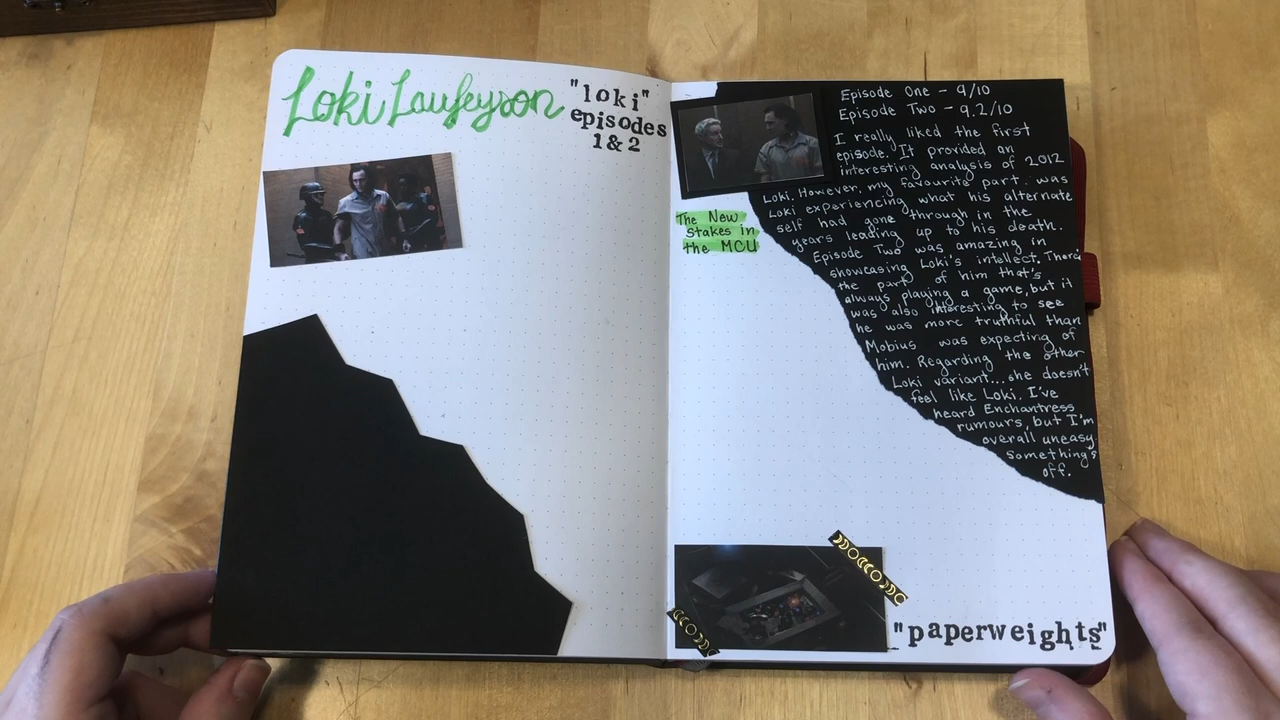 Loki Laufeyson
"loki"
episodes
1&2
Episode One - 9/10
Episode Two - 9.2/10
I really liked the first
episode. It provided an
interesting analysis of 2012
Loki. However, my favourite part was
Loki experiencing what his alternate
self had gone through in the
years leading up to his death.
Episode Two was amazing in
showcasing Loki's intellect. There's
the part of him that's
always playing a game, but it
was also interesting to see
he was more truthful than
Mobius was expecting of
him. Regarding the other
Loki variant...she doesn't
feel like Loki. I've
heard Enchantress
rumours, but I'm
overall uneasy.
something's
off.
The New
stakes in
the MCU
"paperweights"